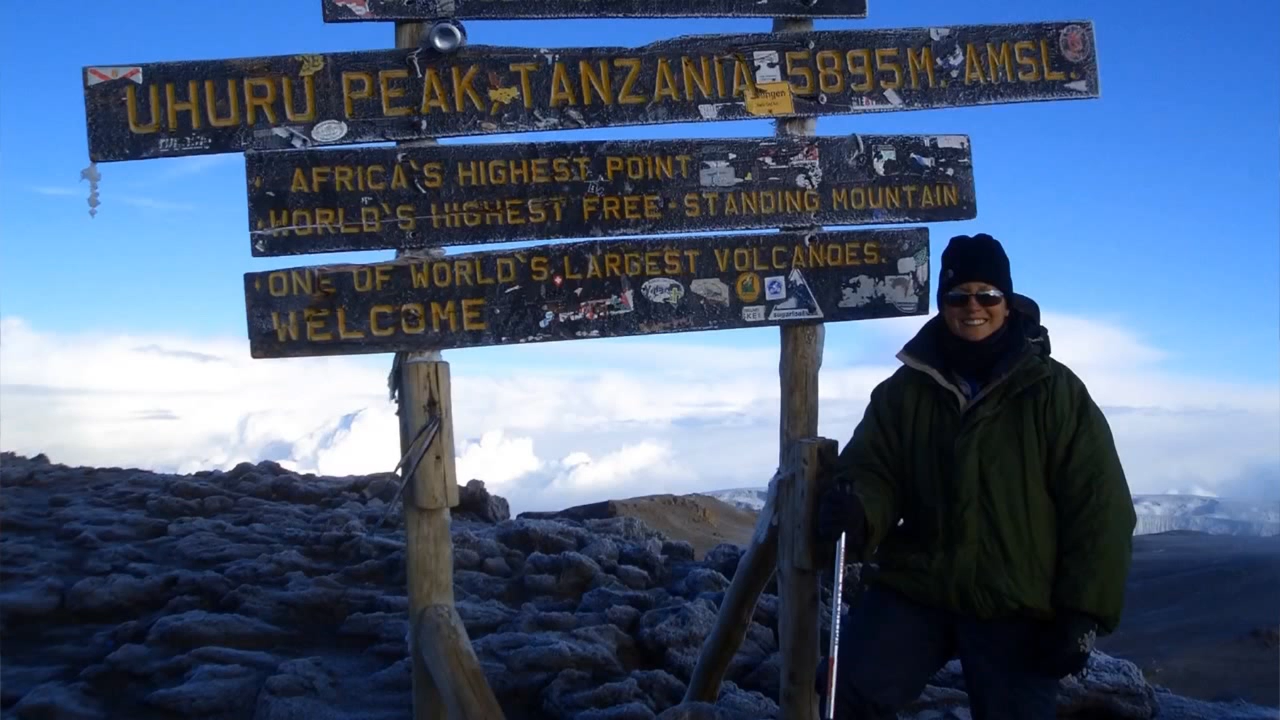 UHURU PEAK TANZANIA 5895M. AMSL.
AFRICA`S HIGHEST POINT
WORLD`S HIGHEST FREE-STANDING MOUNTAIN
ONE OF WORLD`S LARGEST VOLCANOES.
WELCOME